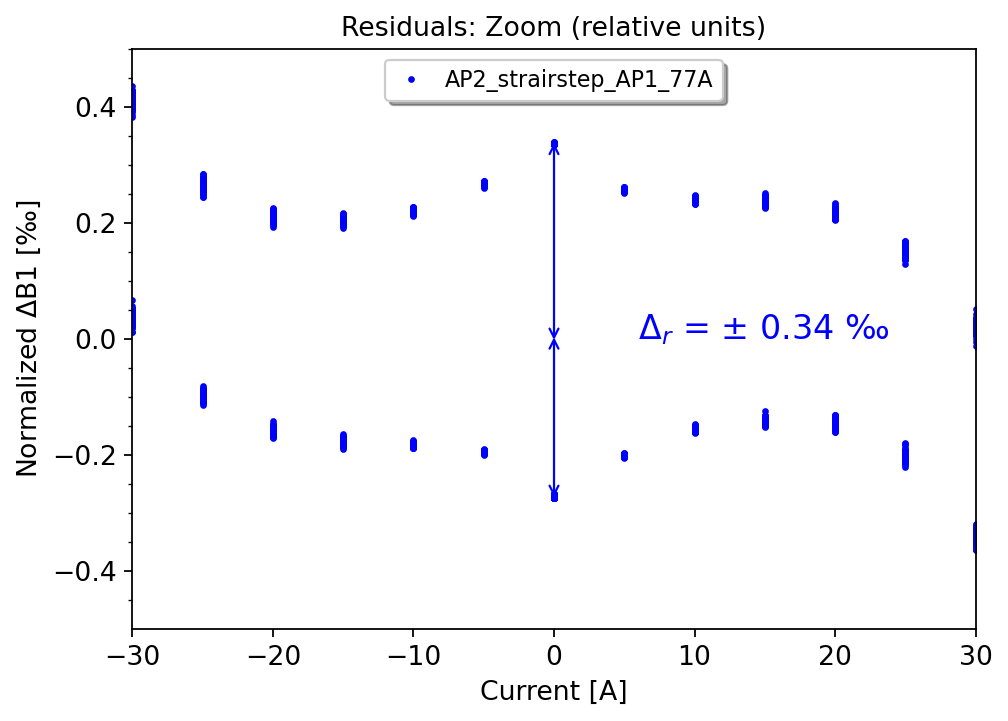 Residuals: Zoom (relative units)
AP2_strairstep_AP1_77A
Normalized ΔB1 [‰]
0.4
0.2
0.0
−0.2
−0.4
Δr = ± 0.34 ‰
−30
−20
−10
0
10
20
30
Current [A]